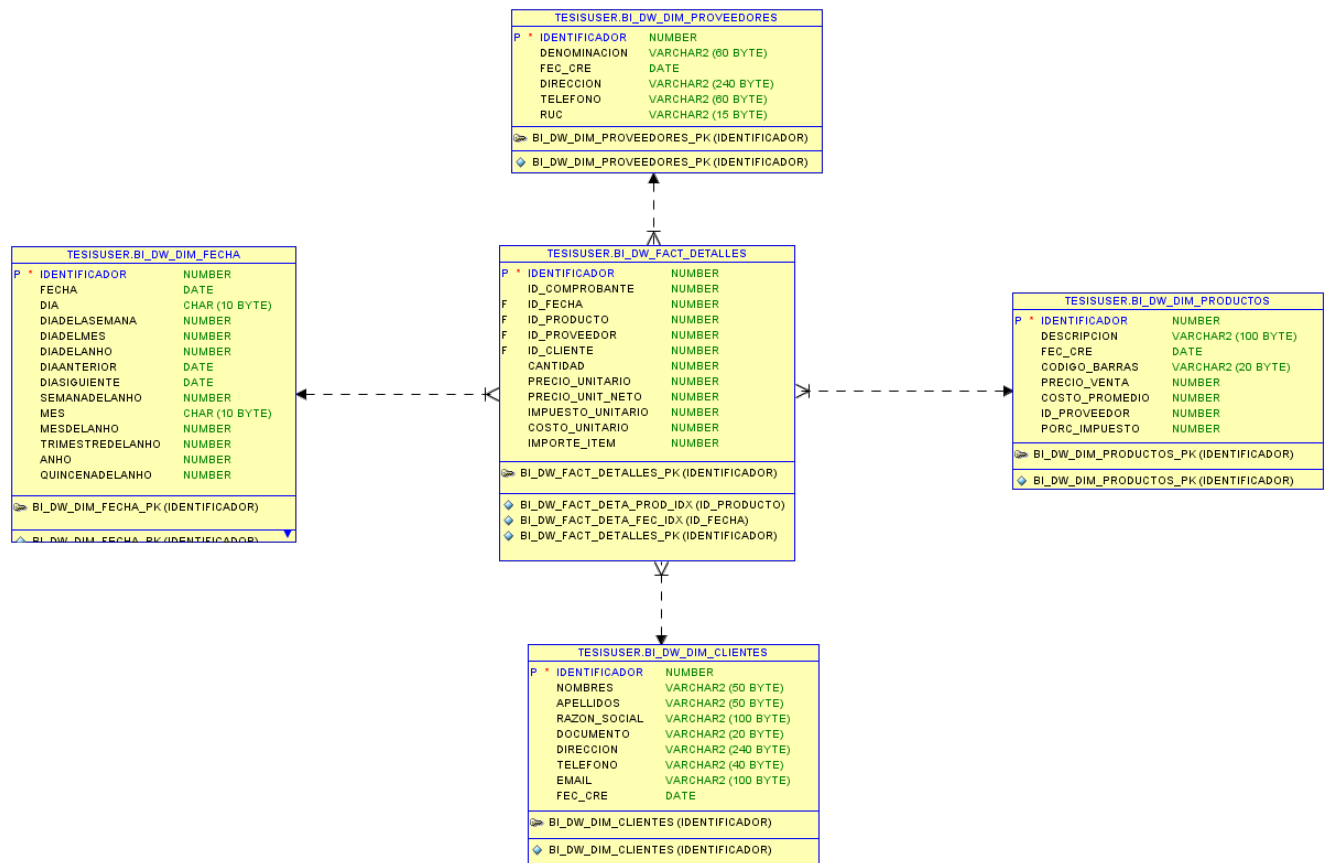 TESISUSER.BI_DW_DIM_PROVEEDORES
P * IDENTIFICADOR NUMBER
DENOMINACION VARCHAR2 (60 BYTE)
FEC_CRE DATE
DIRECCION VARCHAR2 (240 BYTE)
TELEFONO VARCHAR2 (60 BYTE)
RUC VARCHAR2 (15 BYTE)
BI_DW_DIM_PROVEEDORES_PK (IDENTIFICADOR)
BI_DW_DIM_PROVEEDORES_PK (IDENTIFICADOR)
TESISUSER.BI_DW_DIM_FECHA
P * IDENTIFICADOR NUMBER
FECHA DATE
DIA CHAR (10 BYTE)
DIADELASEMANA NUMBER
DIADELMES NUMBER
DIADELANHO NUMBER
DIAANTERIOR DATE
DIASIGUIENTE DATE
SEMANADELANHO NUMBER
MES CHAR (10 BYTE)
MESDELANHO NUMBER
TRIMESTREDELANHO NUMBER
ANHO NUMBER
QUINCENADELANHO NUMBER
BI_DW_DIM_FECHA_PK (IDENTIFICADOR)
BI_DW_DIM_FECHA_PK (IDENTIFICADOR)
TESISUSER.BI_DW_FACT_DETALLES
P * IDENTIFICADOR NUMBER
ID_COMPROBANTE NUMBER
F ID_FECHA NUMBER
F ID_PRODUCTO NUMBER
F ID_PROVEEDOR NUMBER
F ID_CLIENTE NUMBER
CANTIDAD NUMBER
PRECIO_UNITARIO NUMBER
PRECIO_UNIT_NETO NUMBER
IMPUESTO_UNITARIO NUMBER
COSTO_UNITARIO NUMBER
IMPORTE_ITEM NUMBER
BI_DW_FACT_DETALLES_PK (IDENTIFICADOR)
BI_DW_FACT_DETA_PROD_IDX (ID_PRODUCTO)
BI_DW_FACT_DETA_FEC_IDX (ID_FECHA)
BI_DW_FACT_DETALLES_PK (IDENTIFICADOR)
TESISUSER.BI_DW_DIM_PRODUCTOS
P * IDENTIFICADOR NUMBER
DESCRIPCION VARCHAR2 (100 BYTE)
FEC_CRE DATE
CODIGO_BARRAS VARCHAR2 (20 BYTE)
PRECIO_VENTA NUMBER
COSTO_PROMEDIO NUMBER
ID_PROVEEDOR NUMBER
PORC_IMPUESTO NUMBER
BI_DW_DIM_PRODUCTOS_PK (IDENTIFICADOR)
BI_DW_DIM_PRODUCTOS_PK (IDENTIFICADOR)
TESISUSER.BI_DW_DIM_CLIENTES
P * IDENTIFICADOR NUMBER
NOMBRES VARCHAR2 (50 BYTE)
APELLIDOS VARCHAR2 (50 BYTE)
RAZON_SOCIAL VARCHAR2 (100 BYTE)
DOCUMENTO VARCHAR2 (20 BYTE)
DIRECCION VARCHAR2 (240 BYTE)
TELEFONO VARCHAR2 (40 BYTE)
EMAIL VARCHAR2 (100 BYTE)
FEC_CRE DATE
BI_DW_DIM_CLIENTES (IDENTIFICADOR)
BI_DW_DIM_CLIENTES (IDENTIFICADOR)